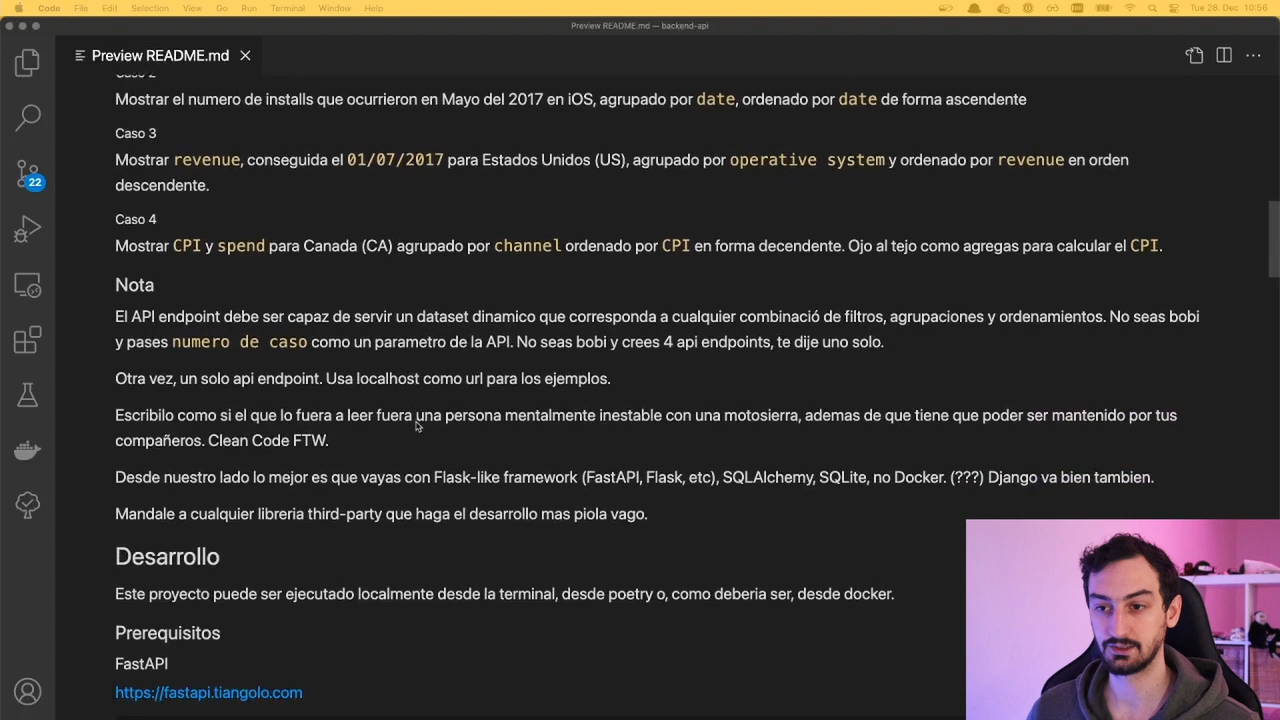 Code File Edit Selection View Go Run Terminal Window Help Tue 28. Dec 10:56
Preview README.md — backend-api
Preview README.md
Caso 2
Mostrar el numero de installs que ocurrieron en Mayo del 2017 en iOS, agrupado por date, ordenado por date de forma ascendente
Caso 3
Mostrar revenue, conseguida el 01/07/2017 para Estados Unidos (US), agrupado por operative system y ordenado por revenue en orden
descendente.
22
Caso 4
Mostrar CPI y spend para Canada (CA) agrupado por channel ordenado por CPI en forma decendente. Ojo al tejo como agregas para calcular el CPI.
Nota
El API endpoint debe ser capaz de servir un dataset dinamico que corresponda a cualquier combinació de filtros, agrupaciones y ordenamientos. No seas bobi
y pases numero de caso como un parametro de la API. No seas bobi y crees 4 api endpoints, te dije uno solo.
Otra vez, un solo api endpoint. Usa localhost como url para los ejemplos.
Escribilo como si el que lo fuera a leer fuera una persona mentalmente inestable con una motosierra, ademas de que tiene que poder ser mantenido por tus
compañeros. Clean Code FTW.
Desde nuestro lado lo mejor es que vayas con Flask-like framework (FastAPI, Flask, etc), SQLAlchemy, SQLite, no Docker. (???) Django va bien tambien.
Mandale a cualquier libreria third-party que haga el desarrollo mas piola vago.
Desarrollo
Este proyecto puede ser ejecutado localmente desde la terminal, desde poetry o, como deberia ser, desde docker.
Prerequisitos
FastAPI
https://fastapi.tiangolo.com